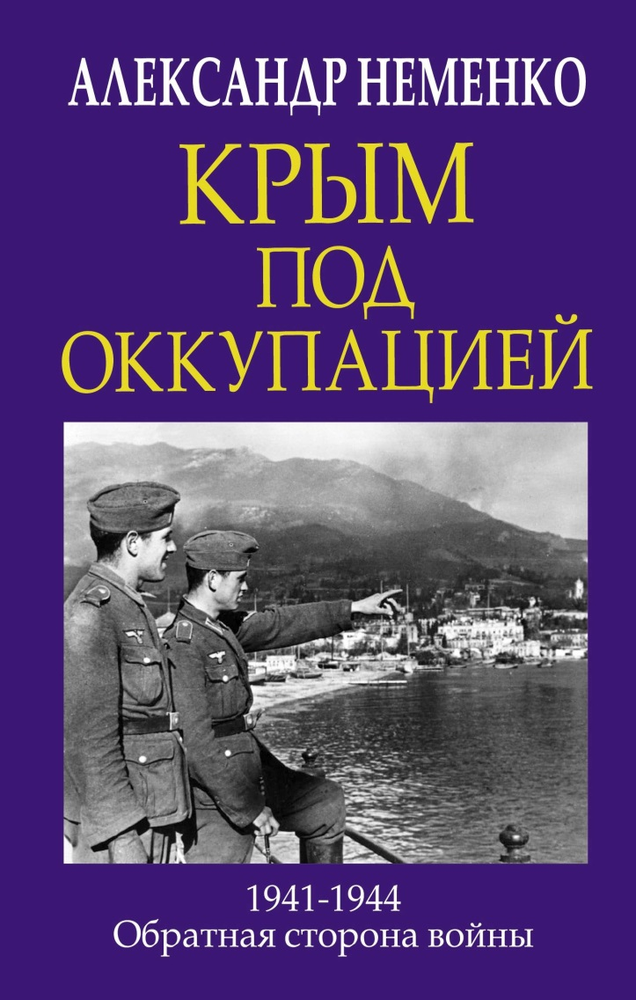 АЛЕКСАНДР НЕМЕНКО
КРЫМ
ПОД
ОККУПАЦИЕЙ
1941-1944
Обратная сторона войны